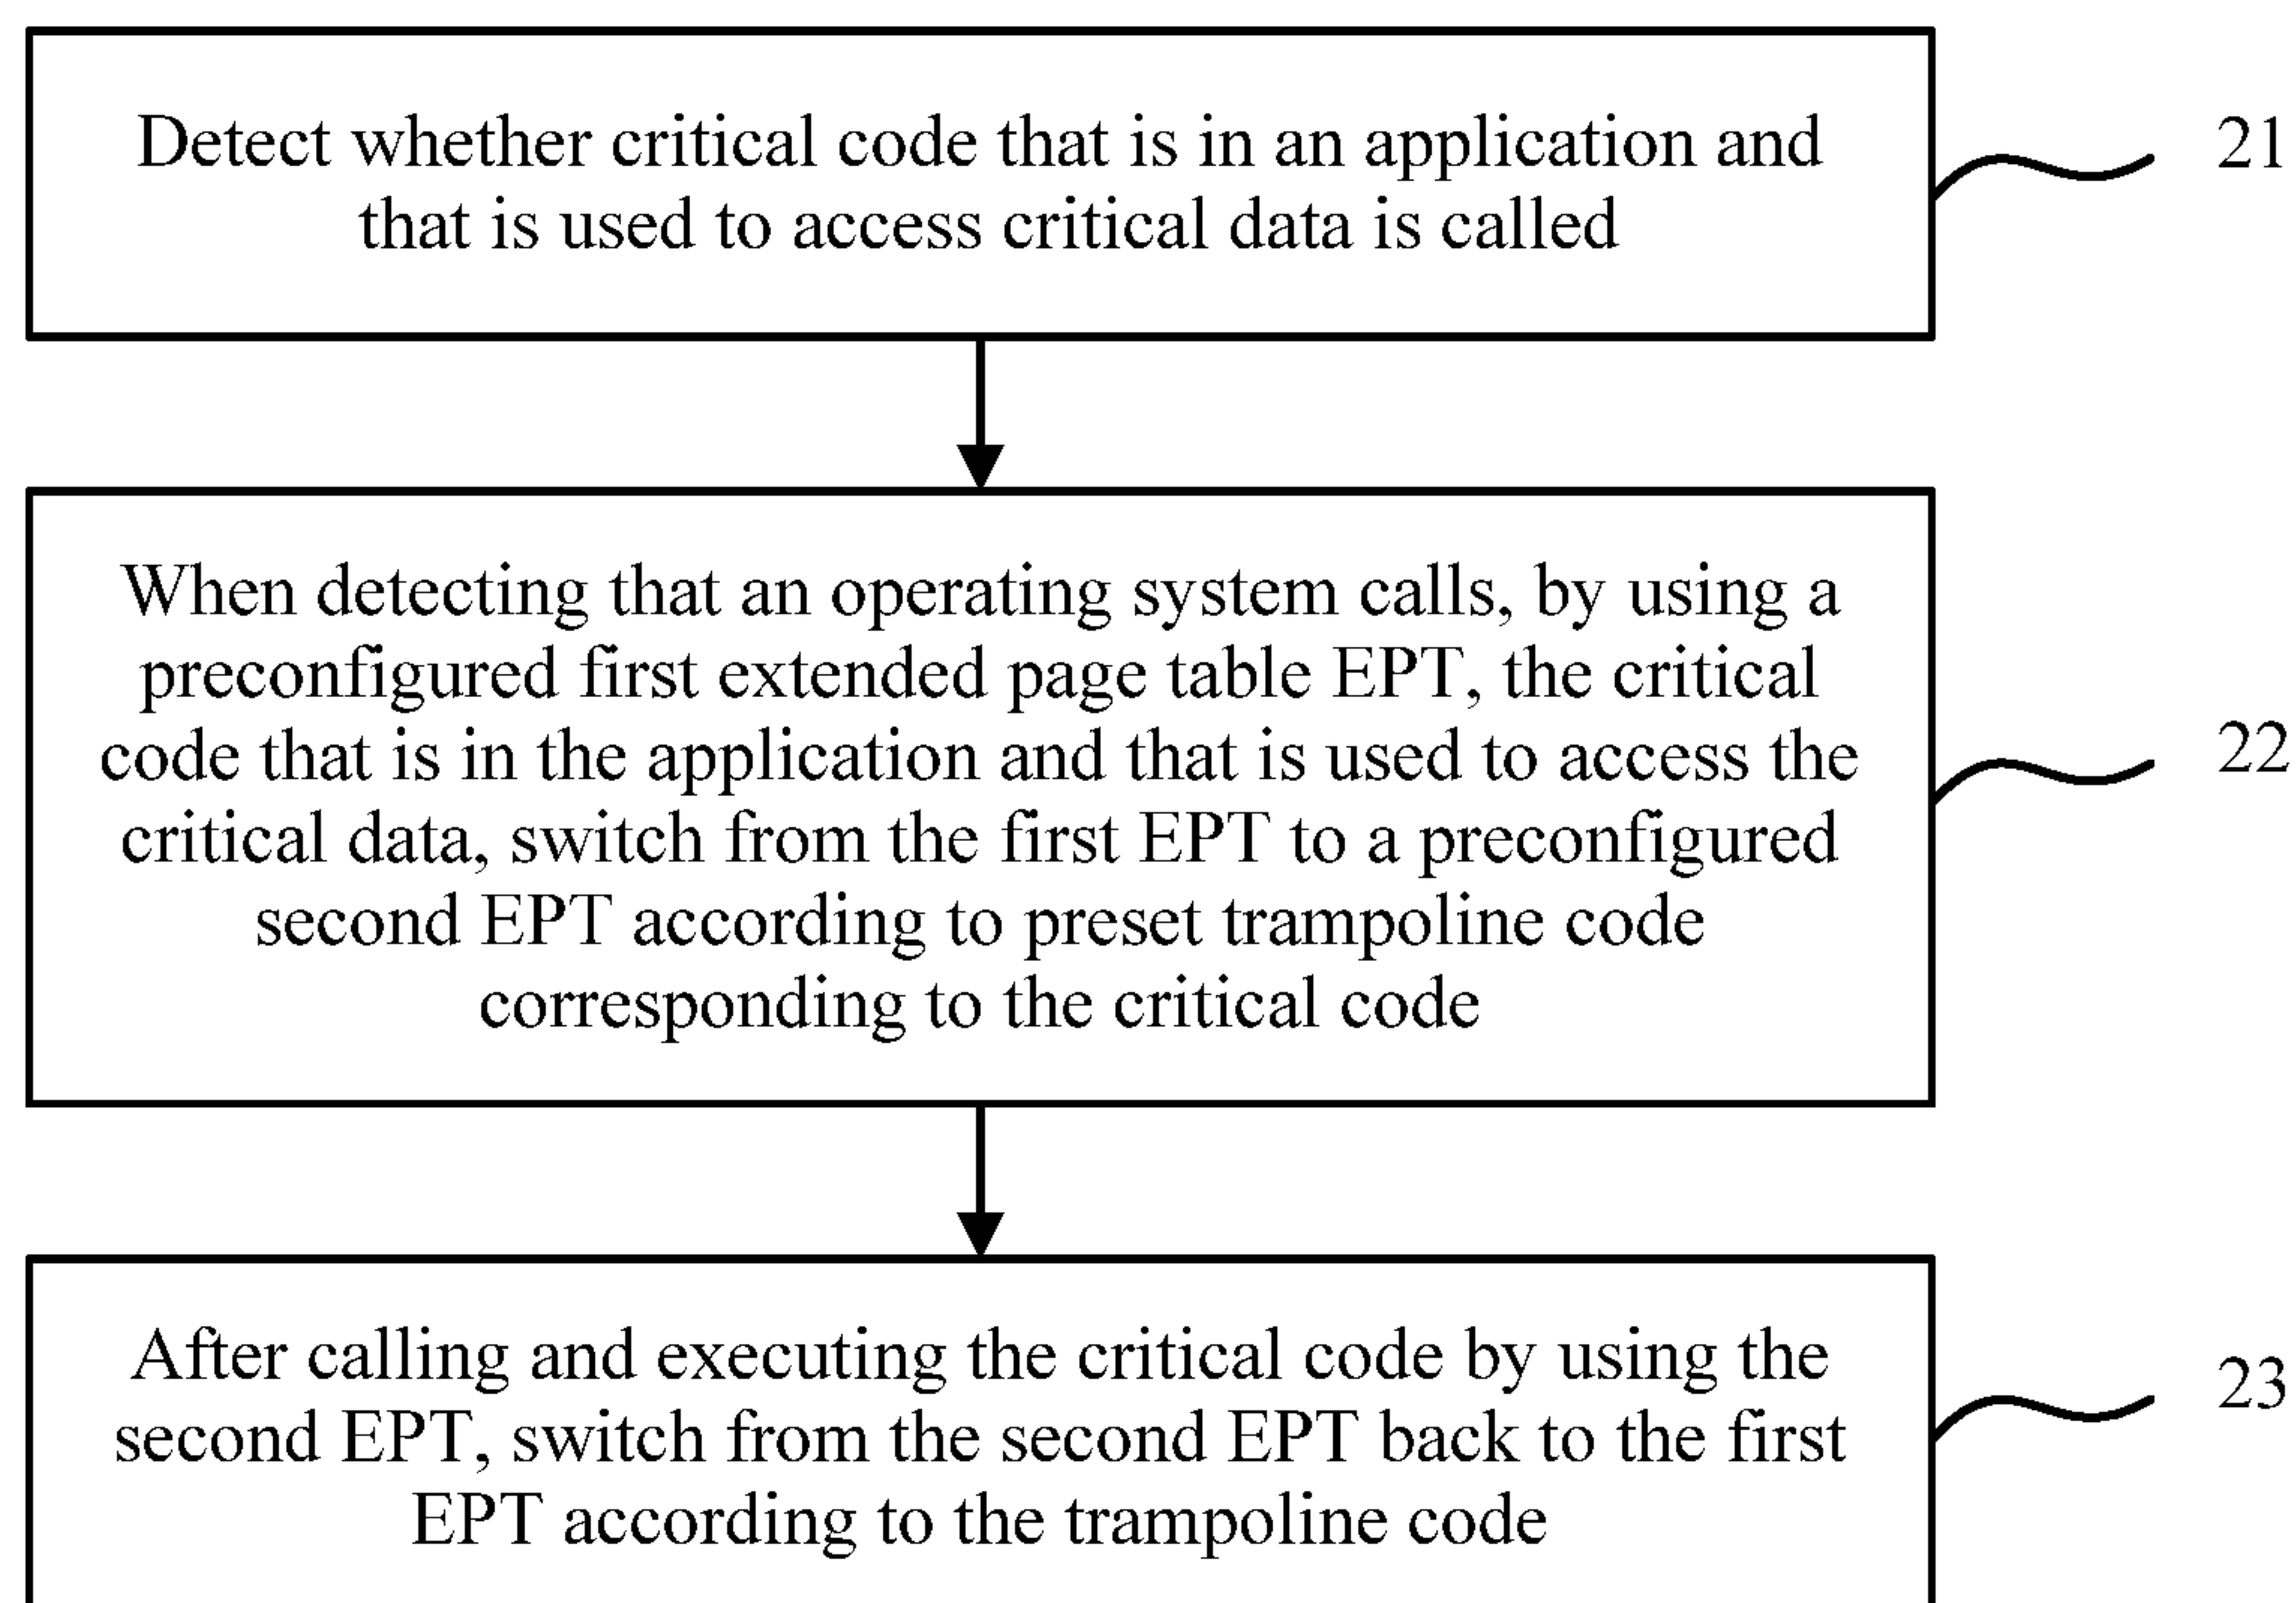 Detect whether critical code that is in an application and
that is used to access critical data is called
21
When detecting that an operating system calls, by using a
preconfigured first extended page table EPT, the critical
code that is in the application and that is used to access the
critical data, switch from the first EPT to a preconfigured
second EPT according to preset trampoline code
corresponding to the critical code
22
After calling and executing the critical code by using the
second EPT, switch from the second EPT back to the first
EPT according to the trampoline code
23